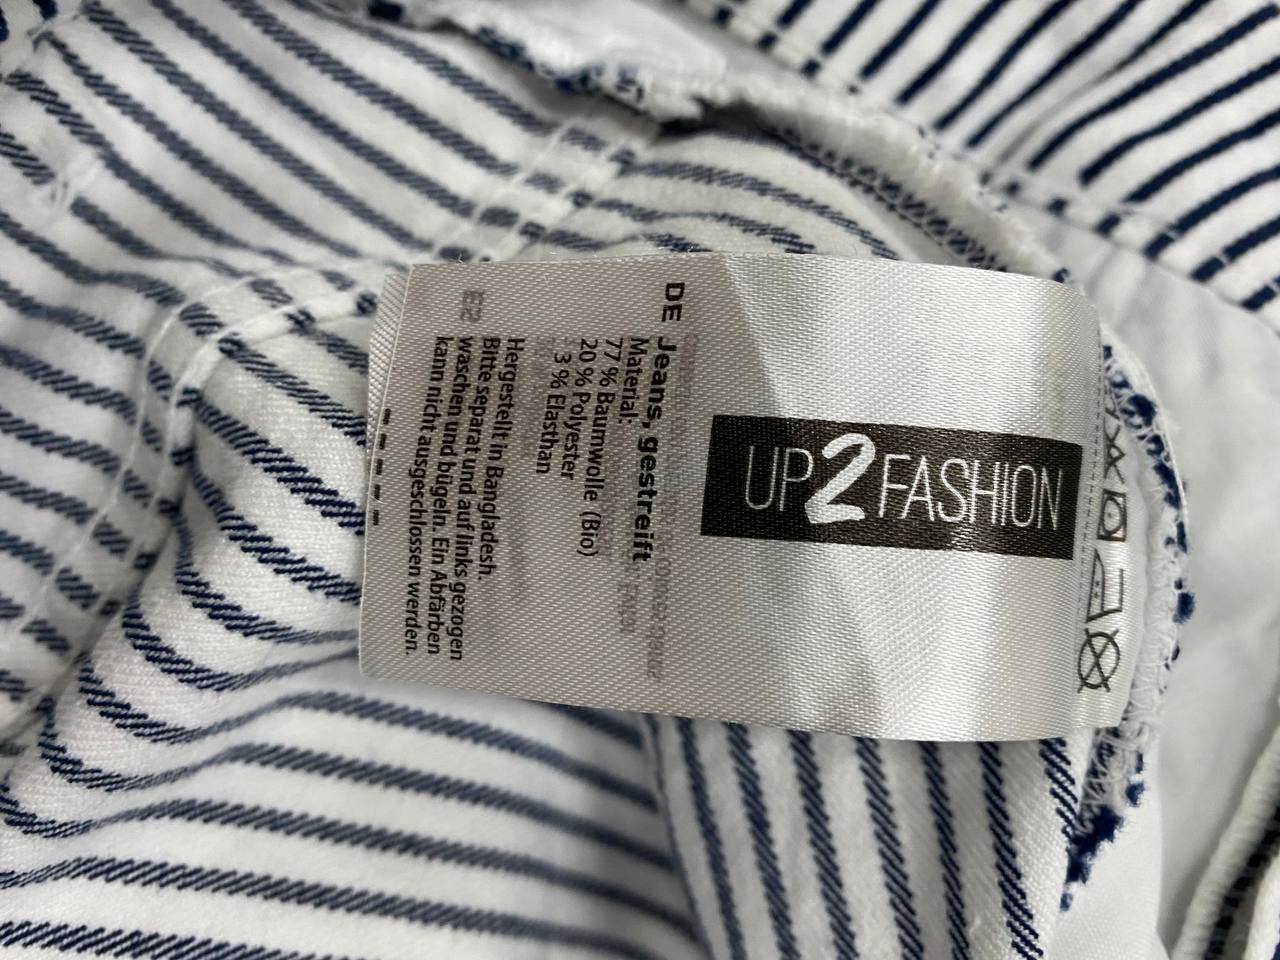 UP2FASHION
DE Jeans, gestreift
Material:
77 % Baumwolle (Bio)
20 % Polyester
3 % Elasthan
Hergestellt in Bangladesh.
Bitte separat und auf links gezogen
waschen und bügeln. Ein Abfärben
kann nicht ausgeschlossen werden.